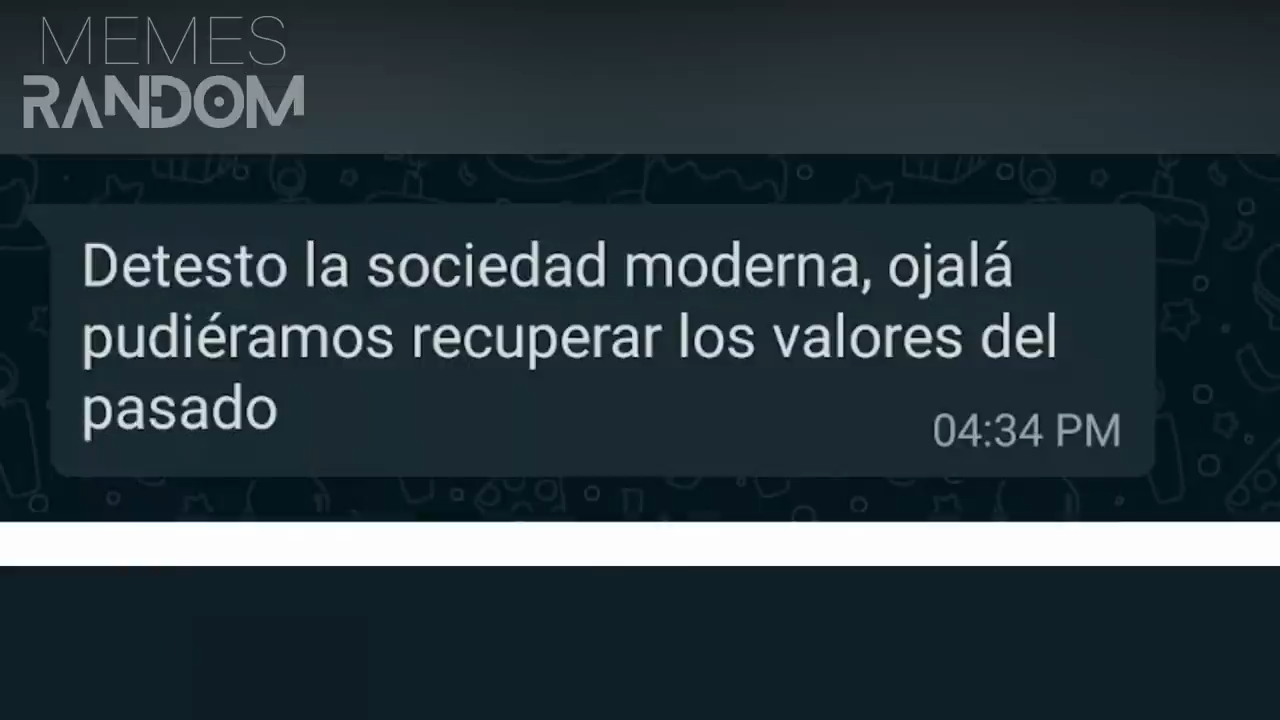 MEMES
RANDOM
Detesto la sociedad moderna, ojalá
pudiéramos recuperar los valores del
pasado
04:34 PM